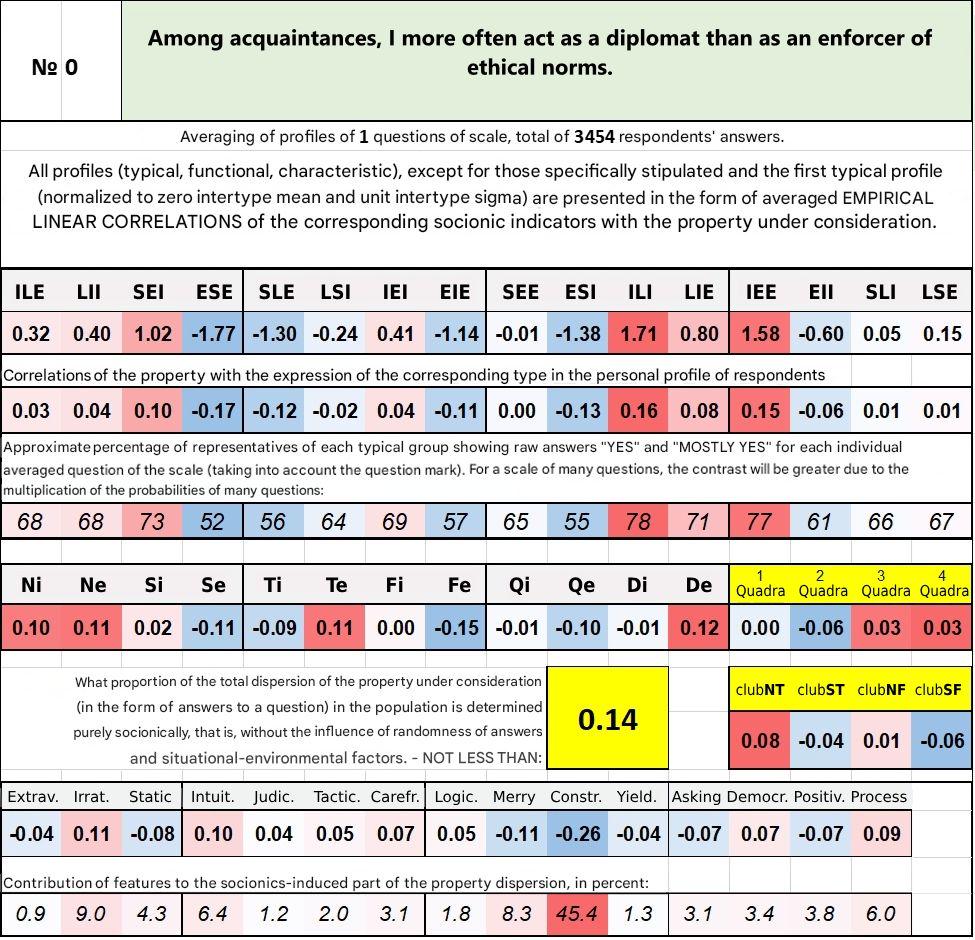 № 0
Among acquaintances, I more often act as a diplomat than as an enforcer of
ethical norms.
Averaging of profiles of 1 questions of scale, total of 3454 respondents' answers.
All profiles (typical, functional, characteristic), except for those specifically stipulated and the first typical profile
(normalized to zero intertype mean and unit intertype sigma) are presented in the form of averaged EMPIRICAL
LINEAR CORRELATIONS of the corresponding socionic indicators with the property under consideration.
ILE LII SEI ESE SLE LSI IEI EIE SEE ESI ILI LIE IEE EII SLI LSE
0.32 0.40 1.02 -1.77 -1.30 -0.24 0.41 -1.14 -0.01 -1.38 1.71 0.80 1.58 -0.60 0.05 0.15
Correlations of the property with the expression of the corresponding type in the personal profile of respondents
0.03 0.04 0.10 -0.17 -0.12 -0.02 0.04 -0.11 0.00 -0.13 0.16 0.08 0.15 -0.06 0.01 0.01
Approximate percentage of representatives of each typical group showing raw answers "YES" and "MOSTLY YES" for each individual
averaged question of the scale (taking into account the question mark). For a scale of many questions, the contrast will be greater due to the
multiplication of the probabilities of many questions:
68 68 73 52 56 64 69 57 65 55 78 71 77 61 66 67
Ni Ne Si Se Ti Te Fi Fe Qi Qe Di De 1 Quadra 2 Quadra 3 Quadra 4 Quadra
0.10 0.11 0.02 -0.11 -0.09 0.11 0.00 -0.15 -0.01 -0.10 -0.01 0.12 0.00 -0.06 0.03 0.03
What proportion of the total dispersion of the property under consideration
(in the form of answers to a question) in the population is determined
purely socionically, that is, without the influence of randomness of answers
and situational-environmental factors. - NOT LESS THAN:
0.14
clubNT clubST clubNF clubSF
0.08 -0.04 0.01 -0.06
Extrav. Irrat. Static Intuit. Judic. Tactic. Carefr. Logic. Merry Constr. Yield. Asking Democr. Positiv. Process
-0.04 0.11 -0.08 0.10 0.04 0.05 0.07 0.05 -0.11 -0.26 -0.04 -0.07 0.07 -0.07 0.09
Contribution of features to the socionics-induced part of the property dispersion, in percent:
0.9 9.0 4.3 6.4 1.2 2.0 3.1 1.8 8.3 45.4 1.3 3.1 3.4 3.8 6.0